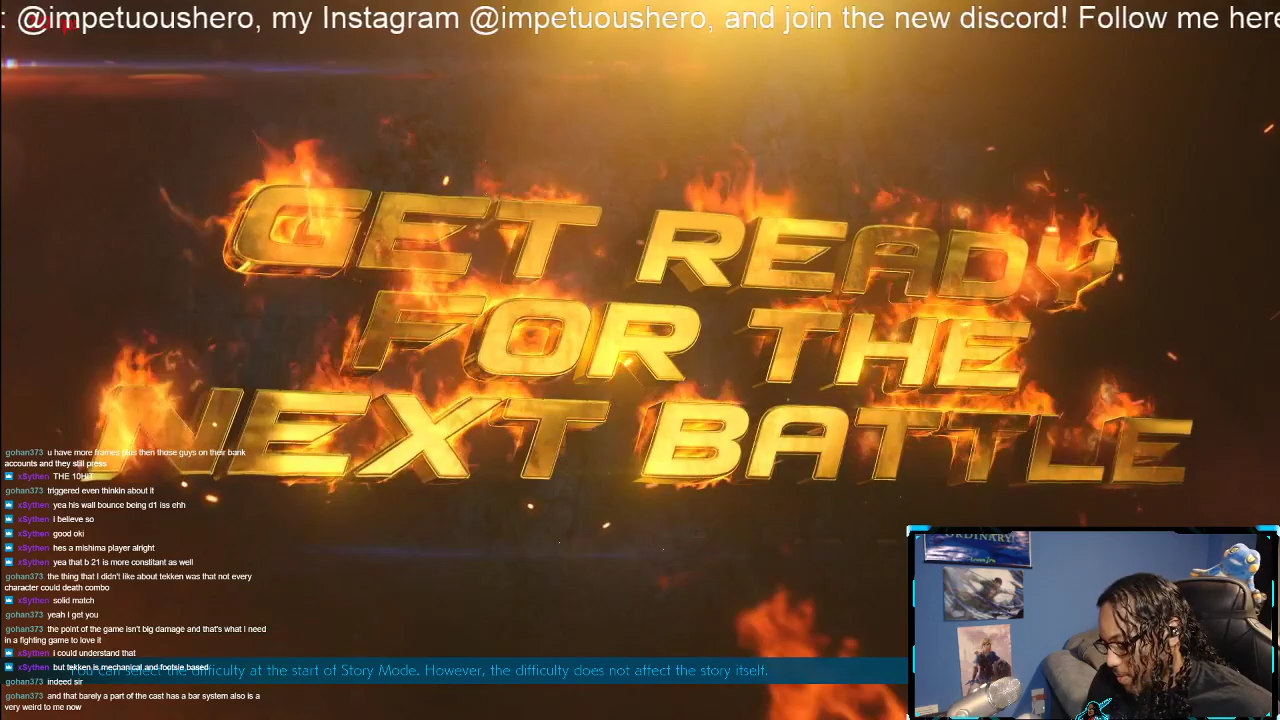 : @impetuoushero, my Instagram @impetuoushero, and join the new discord! Follow me here
GET READY
FOR THE
NEXT BATTLE
gohan373 u have more frames plus then those guys on their bank
accounts and they still press
xSythen THE 10HIT
gohan373 triggered even thinkin about it
xSythen yea his wall bounce being d1 iss ehh
xSythen i believe so
xSythen good oki
xSythen hes a mishima player alright
xSythen yea that b 21 is more constitant as well
gohan373 the thing that I didn't like about tekken was that not every
character could death combo
xSythen solid match
gohan373 yeah I get you
gohan373 the point of the game isn't big damage and that's what I need
in a fighting game to love it
xSythen i could understand that
xSythen but tekken is mechanical and footsie based
You can select the difficulty at the start of Story Mode. However, the difficulty does not affect the story itself.
gohan373 indeed sir
gohan373 and that barely a part of the cast has a bar system also is a
very weird to me now
ORDINARY!